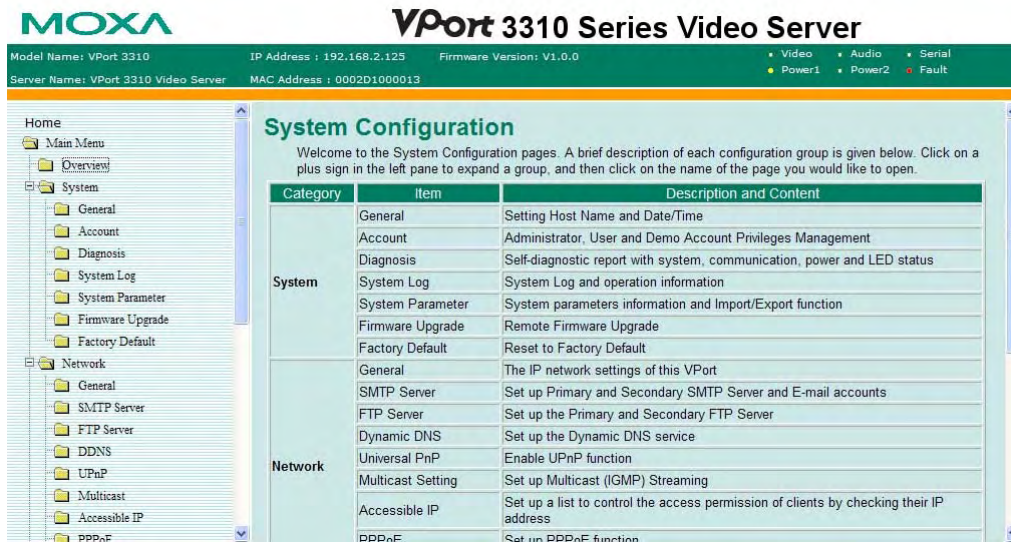 MOXA
VPort 3310 Series Video Server
Model Name: VPort 3310
IP Address : 192.168.2.125
Firmware Version: V1.0.0
Video
Audio
Serial
Server Name: VPort 3310 Video Server
MAC Address : 0002D1000013
Power1
Power2
Fault
Home
Main Menu
Overview
System
General
Account
Diagnosis
System Log
System Parameter
Firmware Upgrade
Factory Default
Network
General
SMTP Server
FTP Server
DDNS
UPnP
Multicast
Accessible IP
PPPoE
System Configuration
Welcome to the System Configuration pages. A brief description of each configuration group is given below. Click on a
plus sign in the left pane to expand a group, and then click on the name of the page you would like to open.
Category Item Description and Content
System
General Setting Host Name and Date/Time
Account Administrator, User and Demo Account Privileges Management
Diagnosis Self-diagnostic report with system, communication, power and LED status
System Log System Log and operation information
System Parameter System parameters information and Import/Export function
Firmware Upgrade Remote Firmware Upgrade
Factory Default Reset to Factory Default
Network
General The IP network settings of this VPort
SMTP Server Set up Primary and Secondary SMTP Server and E-mail accounts
FTP Server Set up the Primary and Secondary FTP Server
Dynamic DNS Set up the Dynamic DNS service
Universal PnP Enable UPnP function
Multicast Setting Set up Multicast (IGMP) Streaming
Accessible IP Set up a list to control the access permission of clients by checking their IP
address
PPPoE Set up PPPoE function